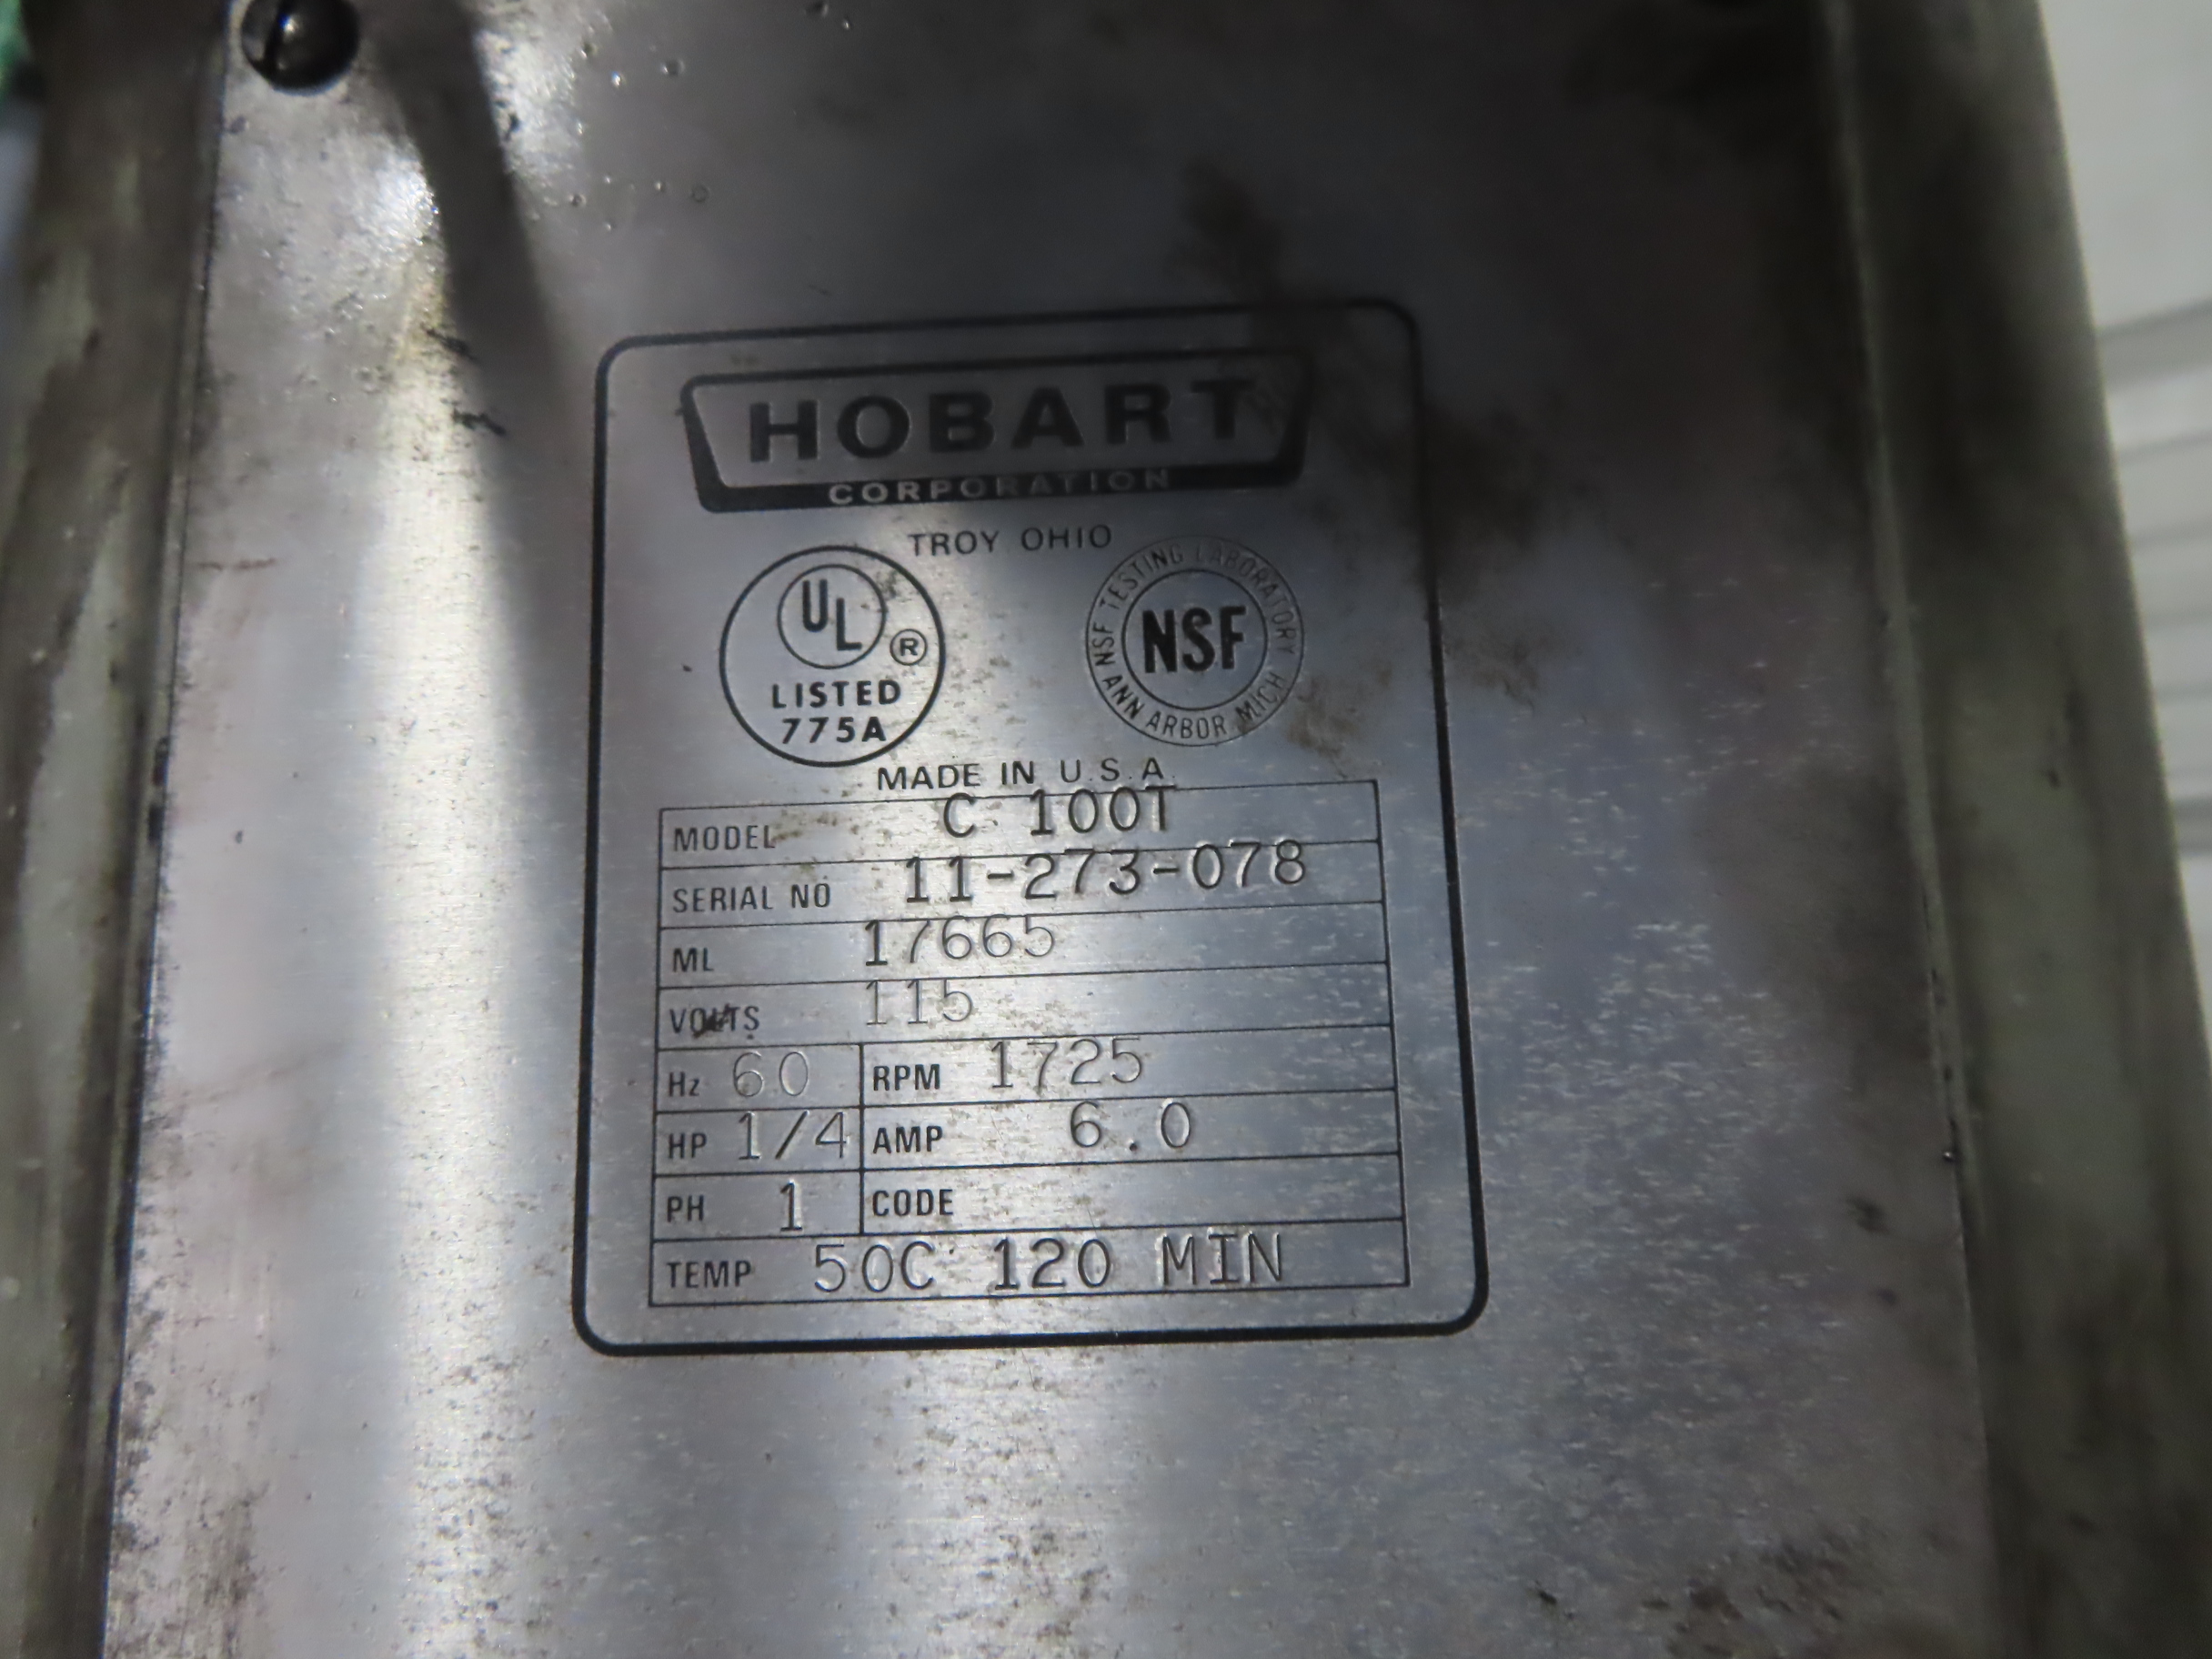 HOBART
CORPORATION
TROY OHIO
UL ®
LISTED
775A
NSF TESTING LABORATORY
NSF
ANN ARBOR MICH
MADE IN U.S.A.
MODEL C 100T
SERIAL NO 11-273-078
ML 17665
VOLTS 115
Hz 60 RPM 1725
HP 1/4 AMP 6.0
PH 1 CODE
TEMP 50C 120 MIN